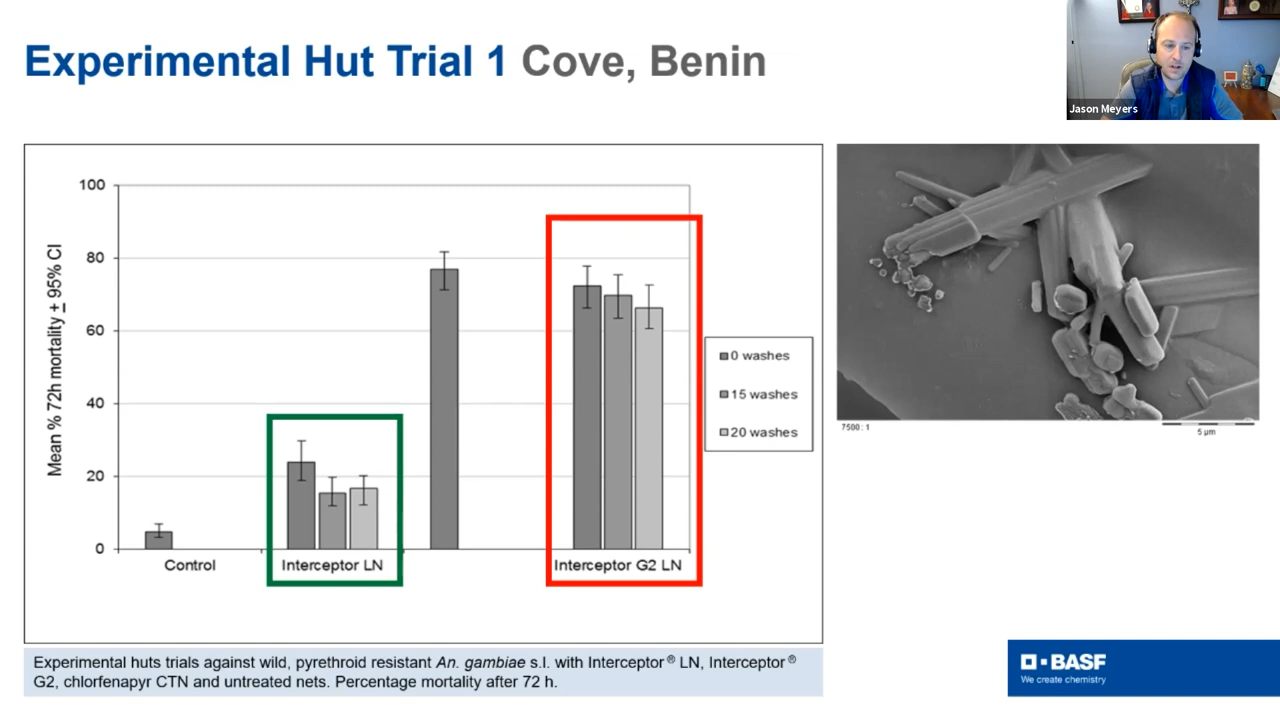 Experimental Hut Trial 1 Cove, Benin
Jason Meyers
Mean % 72h mortality ± 95% CI
100
80
60
40
20
0
Control
Interceptor LN
Interceptor G2 LN
0 washes
15 washes
20 washes
7500:1
5 µm
Experimental huts trials against wild, pyrethroid resistant An. gambiae s.l. with Interceptor® LN, Interceptor®
G2, chlorfenapyr CTN and untreated nets. Percentage mortality after 72 h.
BASF
We create chemistry